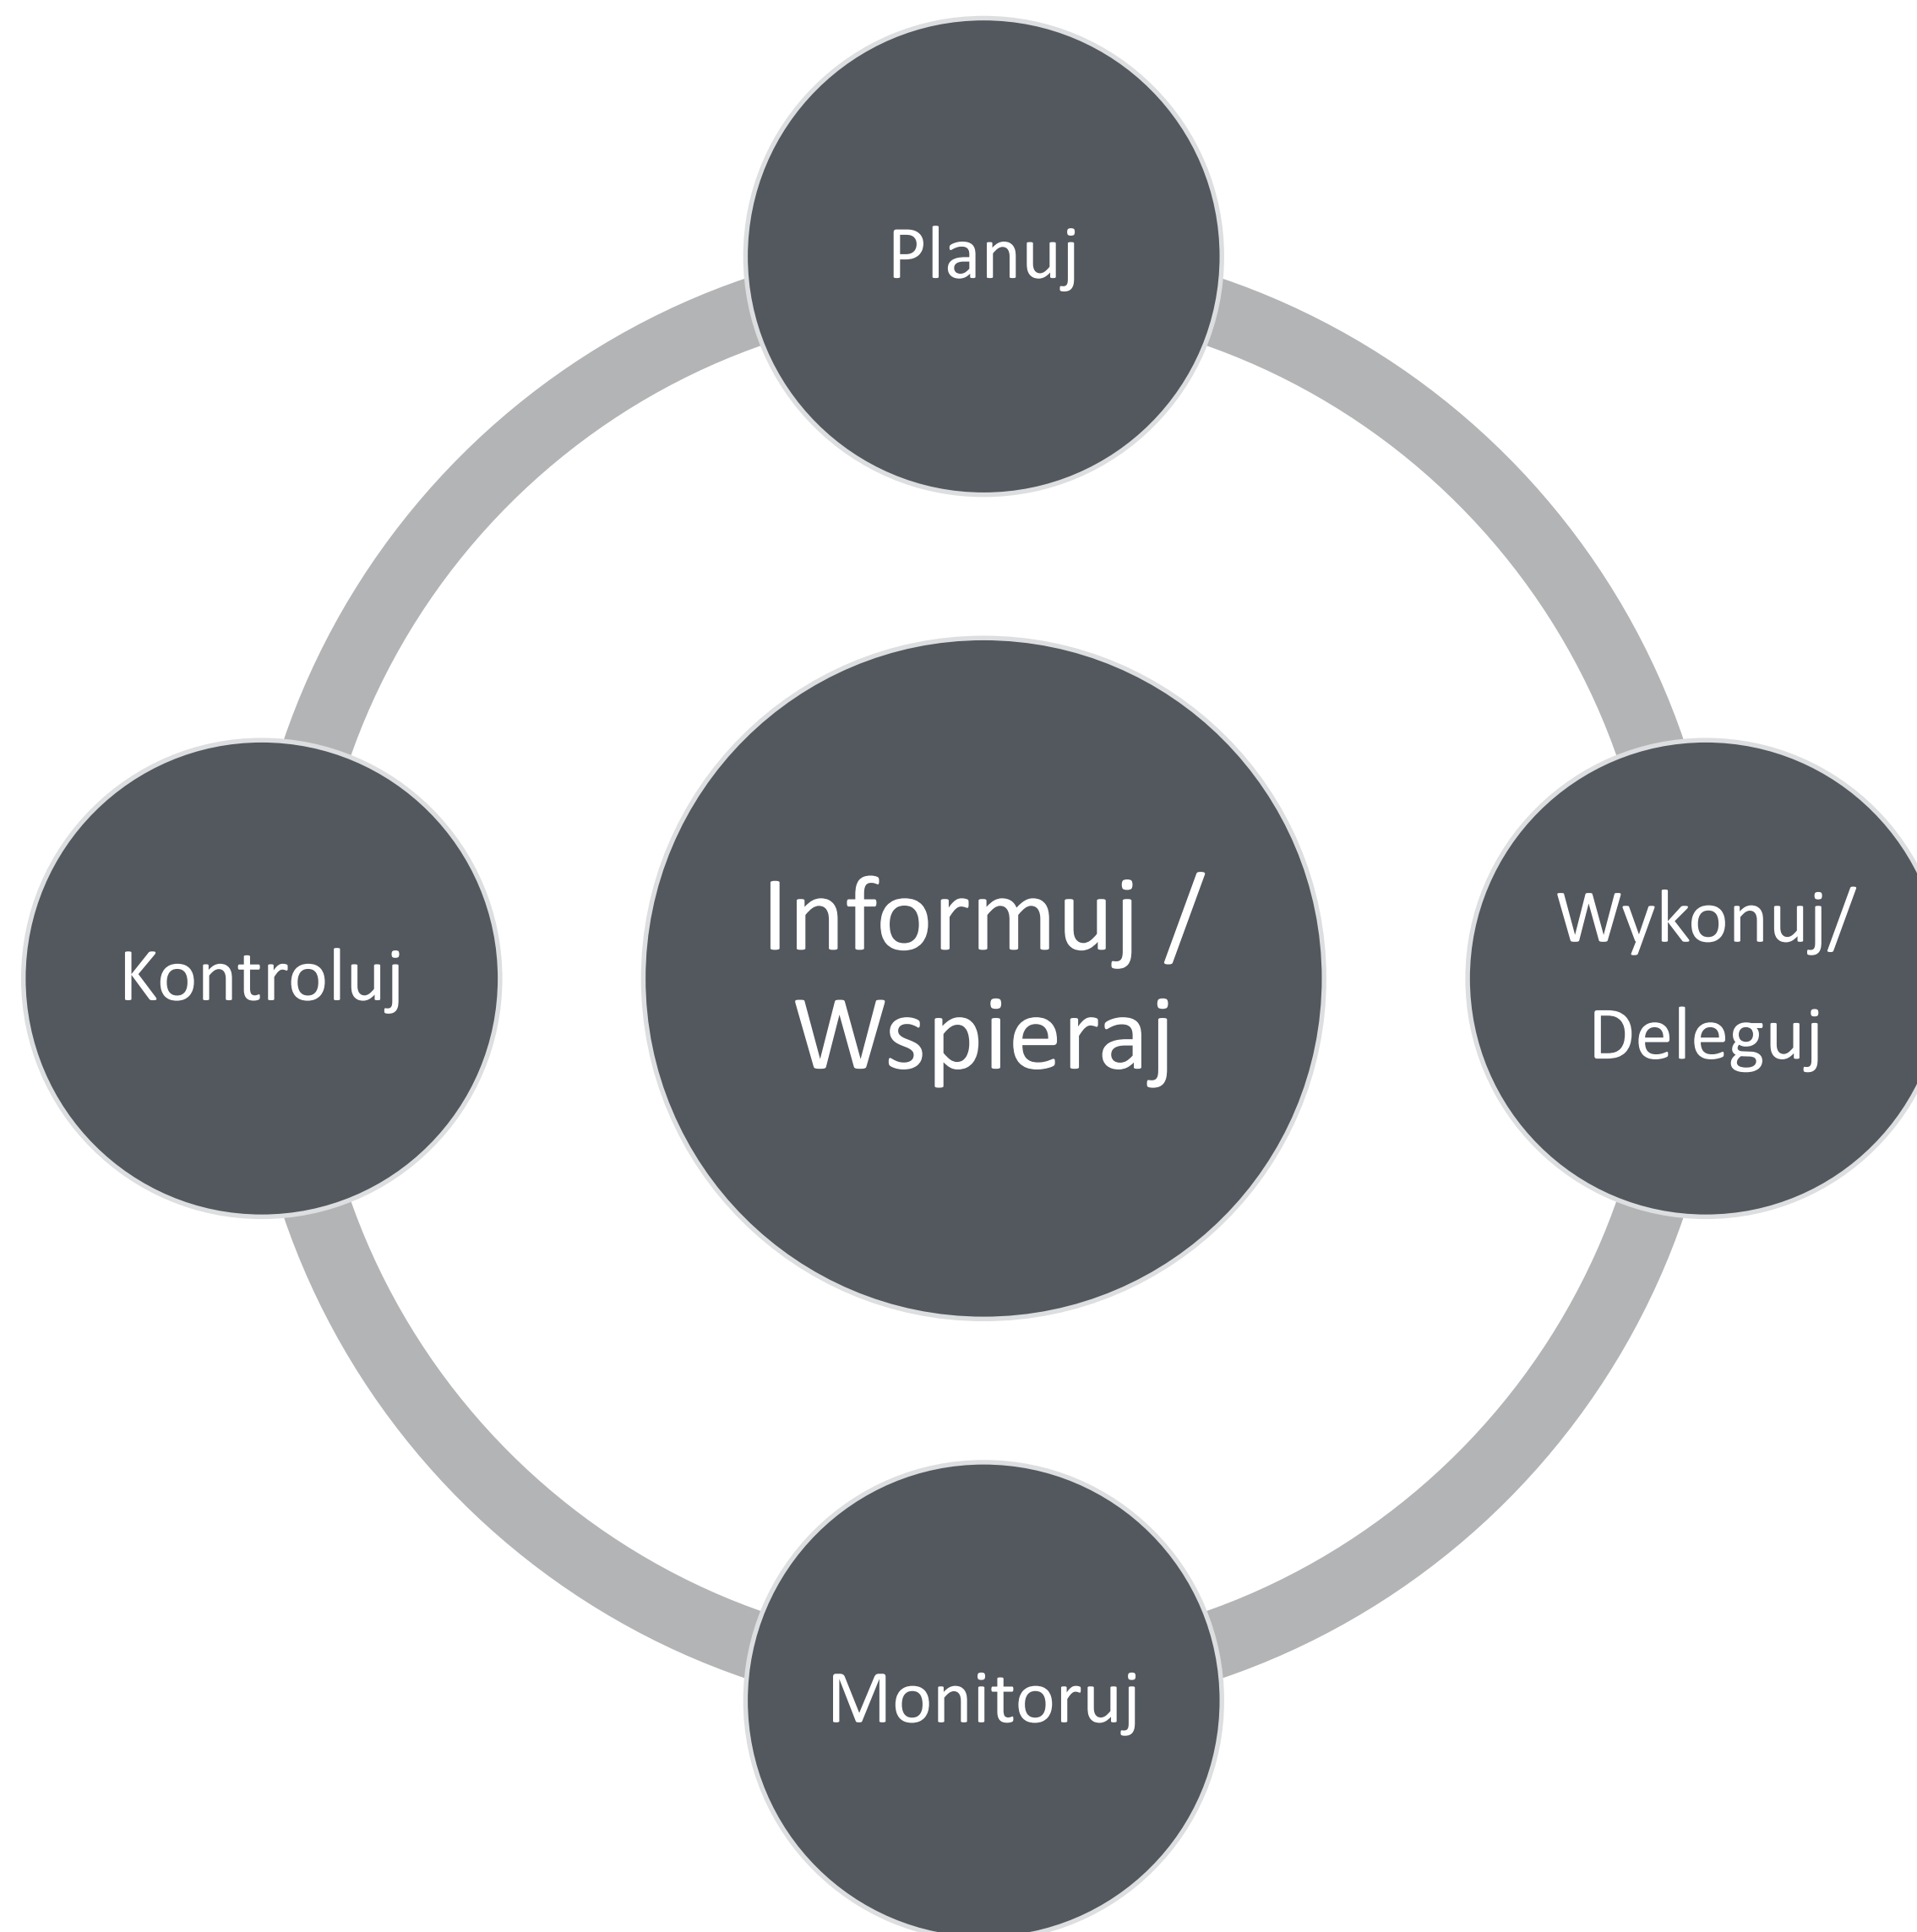 Planuj
Informuj /
Wspieraj
Wykonuj/
Deleguj
Kontroluj
Monitoruj